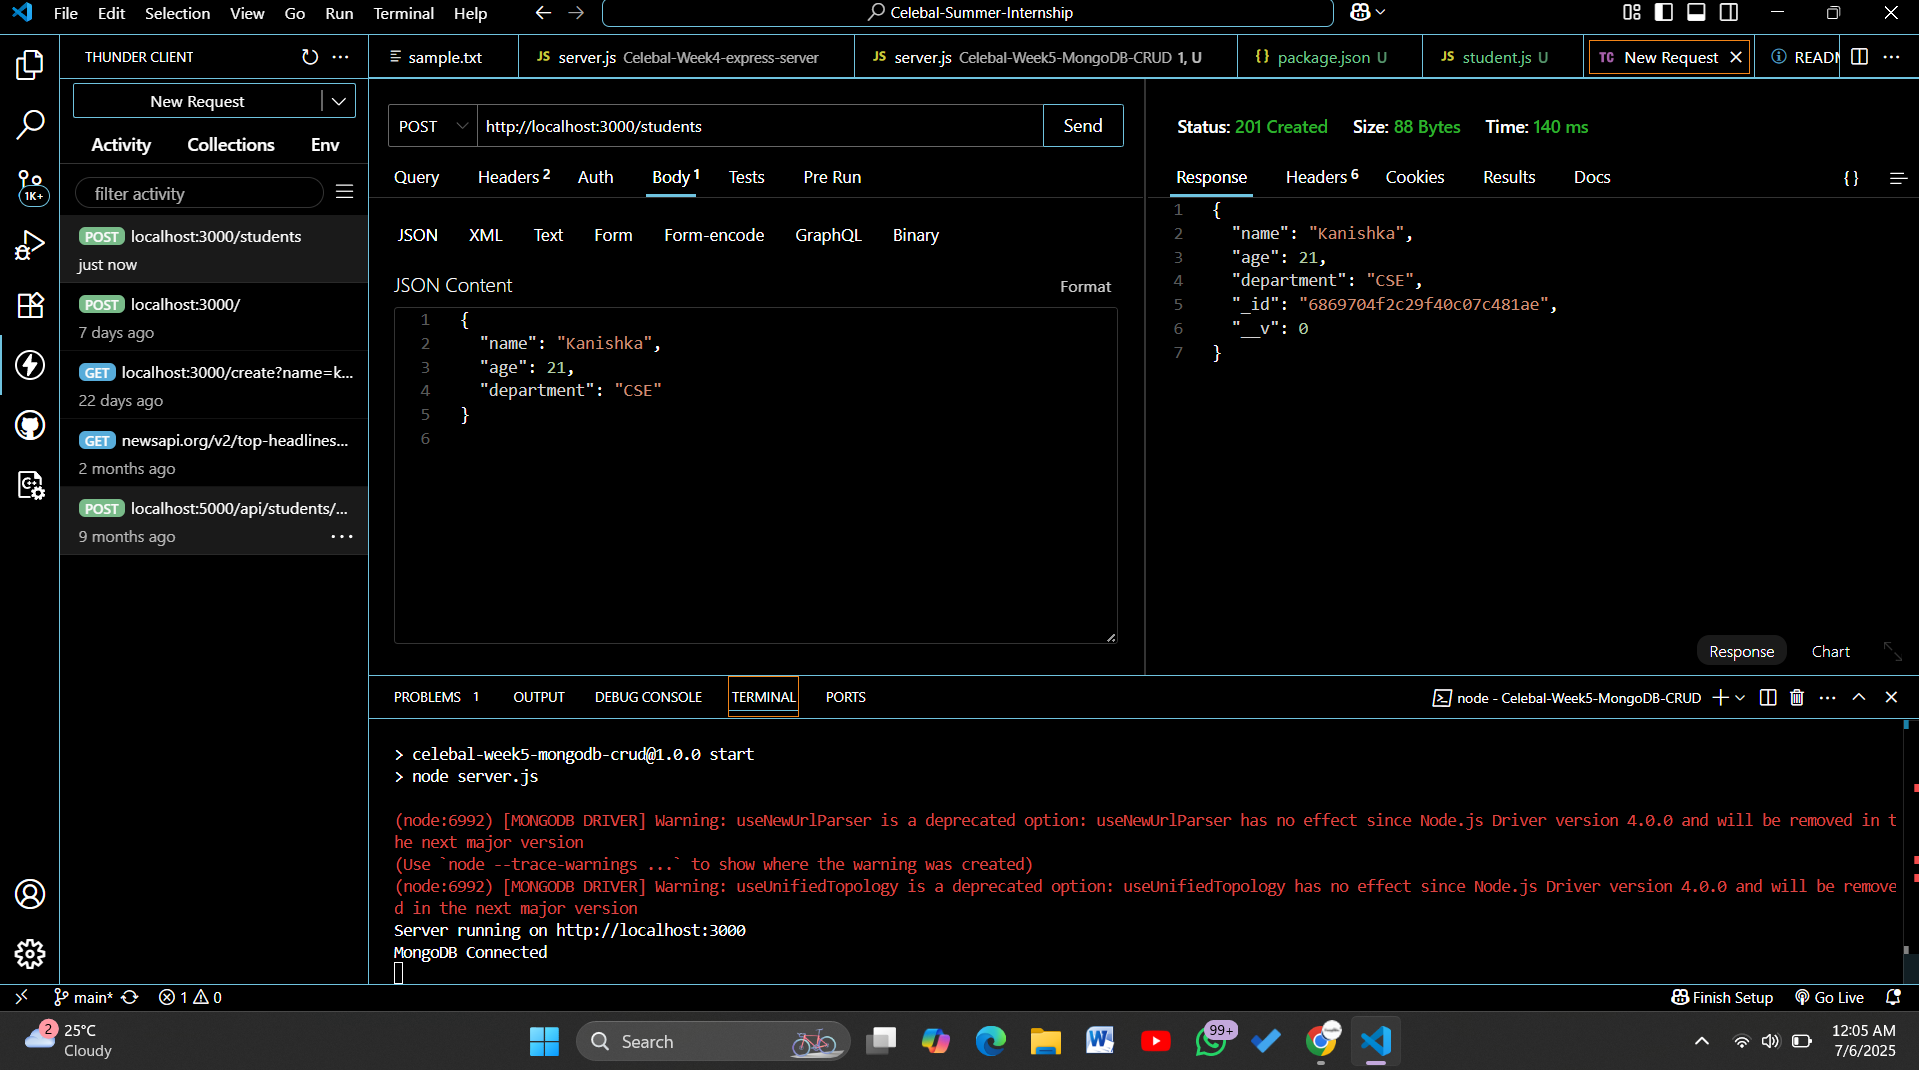 File Edit Selection View Go Run Terminal Help
Celebal-Summer-Internship
THUNDER CLIENT
sample.txt
JS server.js Celebal-Week4-express-server
JS server.js Celebal-Week5-MongoDB-CRUD 1, U
{} package.json U
JS student.js U
TC New Request
READ
New Request
Activity Collections Env
filter activity
POST localhost:3000/students
just now
POST localhost:3000/
7 days ago
GET localhost:3000/create?name=k...
22 days ago
GET newsapi.org/v2/top-headlines...
2 months ago
POST localhost:5000/api/students/...
9 months ago
1K+
POST http://localhost:3000/students Send
Query Headers 2 Auth Body 1 Tests Pre Run
JSON XML Text Form Form-encode GraphQL Binary
JSON Content Format
1 {
2 "name": "Kanishka",
3 "age": 21,
4 "department": "CSE"
5 }
6
Status: 201 Created Size: 88 Bytes Time: 140 ms
Response Headers 6 Cookies Results Docs {}
1 {
2 "name": "Kanishka",
3 "age": 21,
4 "department": "CSE",
5 "_id": "6869704f2c29f40c07c481ae",
6 "__v": 0
7 }
Response Chart
PROBLEMS 1 OUTPUT DEBUG CONSOLE TERMINAL PORTS
node - Celebal-Week5-MongoDB-CRUD
> celebal-week5-mongodb-crud@1.0.0 start
> node server.js
(node:6992) [MONGODB DRIVER] Warning: useNewUrlParser is a deprecated option: useNewUrlParser has no effect since Node.js Driver version 4.0.0 and will be removed in t
he next major version
(Use `node --trace-warnings ...` to show where the warning was created)
(node:6992) [MONGODB DRIVER] Warning: useUnifiedTopology is a deprecated option: useUnifiedTopology has no effect since Node.js Driver version 4.0.0 and will be remove
d in the next major version
Server running on http://localhost:3000
MongoDB Connected
main* 1 0
Finish Setup Go Live
2
25°C
Cloudy
Search
99+
12:05 AM
7/6/2025